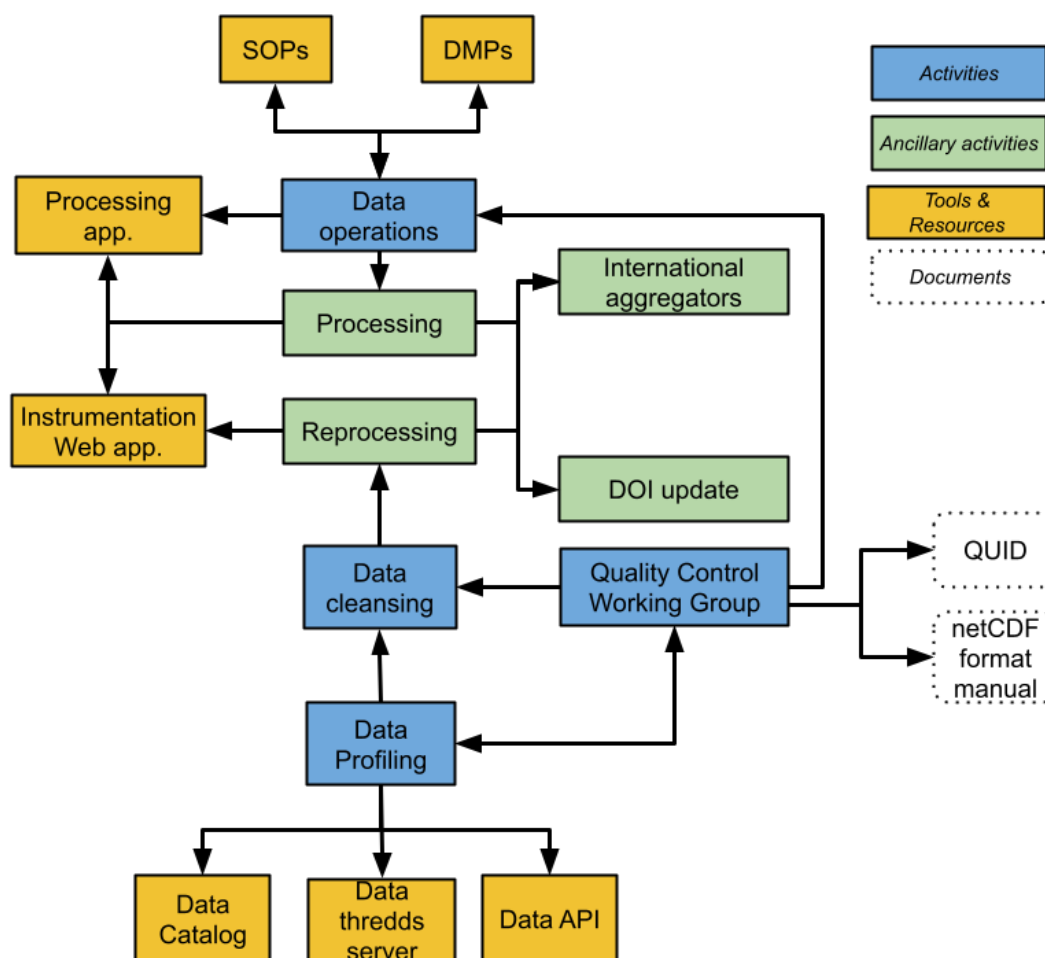 SOPs
DMPs
Activities
Ancillary activities
Tools &
Resources
Documents
Processing
app.
Data
operations
International
aggregators
Processing
Instrumentation
Web app.
Reprocessing
DOI update
Data
cleansing
Quality Control
Working Group
QUID
netCDF
format
manual
Data
Profiling
Data
Catalog
Data
thredds
server
Data API